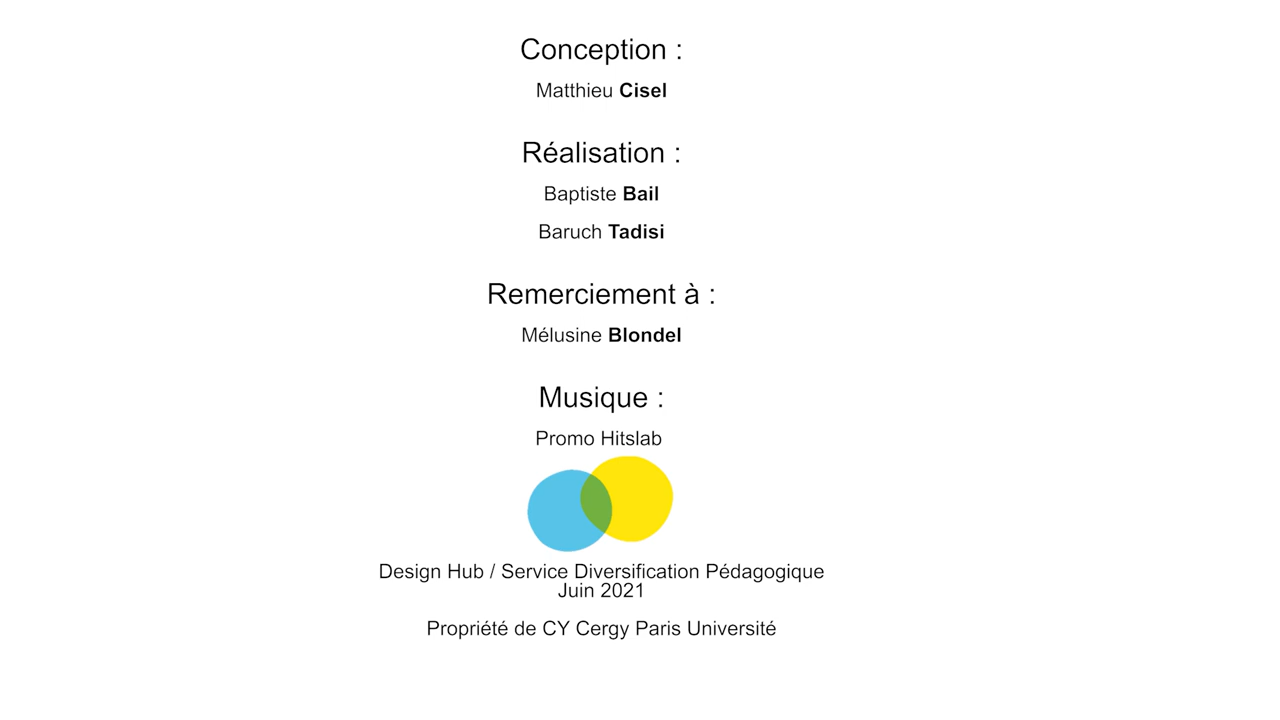 Conception :
Matthieu Cisel
Réalisation :
Baptiste Bail
Baruch Tadisi
Remerciement à :
Mélusine Blondel
Musique :
Promo Hitslab
Design Hub / Service Diversification Pédagogique
Juin 2021
Propriété de CY Cergy Paris Université